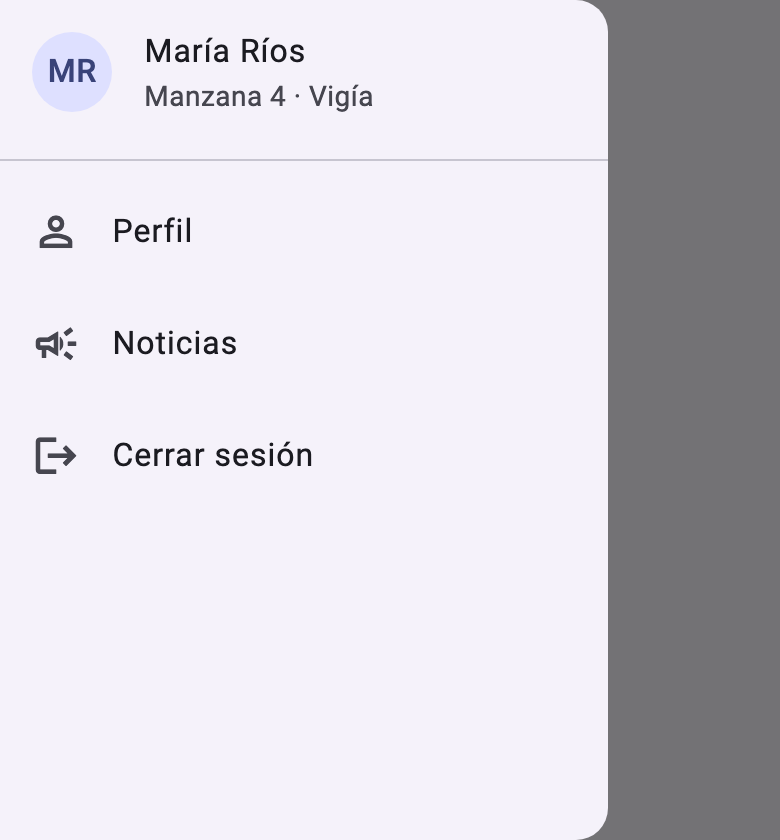 MR
María Ríos
Manzana 4 · Vigía
Perfil
Noticias
Cerrar sesión